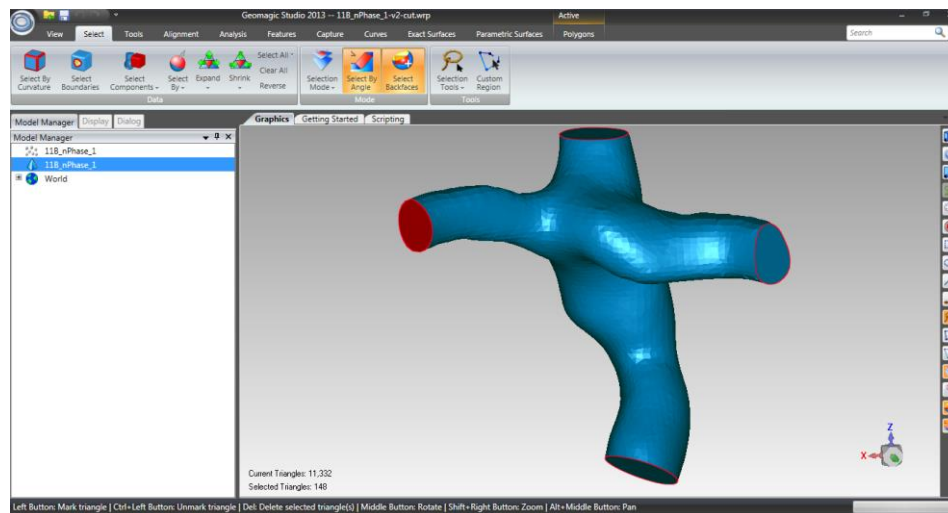 Geomagic Studio 2013 -- 11B_nPhase_1-v2-cut.wrp
Active
View Select Tools Alignment Analysis Features Capture Curves Exact Surfaces Parametric Surfaces Polygons
Search
Select By Curvature
Select Boundaries
Select Components
Select By
Expand
Shrink
Select All
Clear All
Reverse
Data
Selection Mode
Select By Angle
Select Backfaces
Mode
Selection Tools
Custom Region
Tools
Model Manager Display Dialog
Graphics Getting Started Scripting
Model Manager
11B_nPhase_1
11B_nPhase_1
World
Z
X
Current Triangles: 11,332
Selected Triangles: 148
Left Button: Mark triangle | Ctrl+Left Button: Unmark triangle | Del: Delete selected triangle(s) | Middle Button: Rotate | Shift+Right Button: Zoom | Alt+Middle Button: Pan